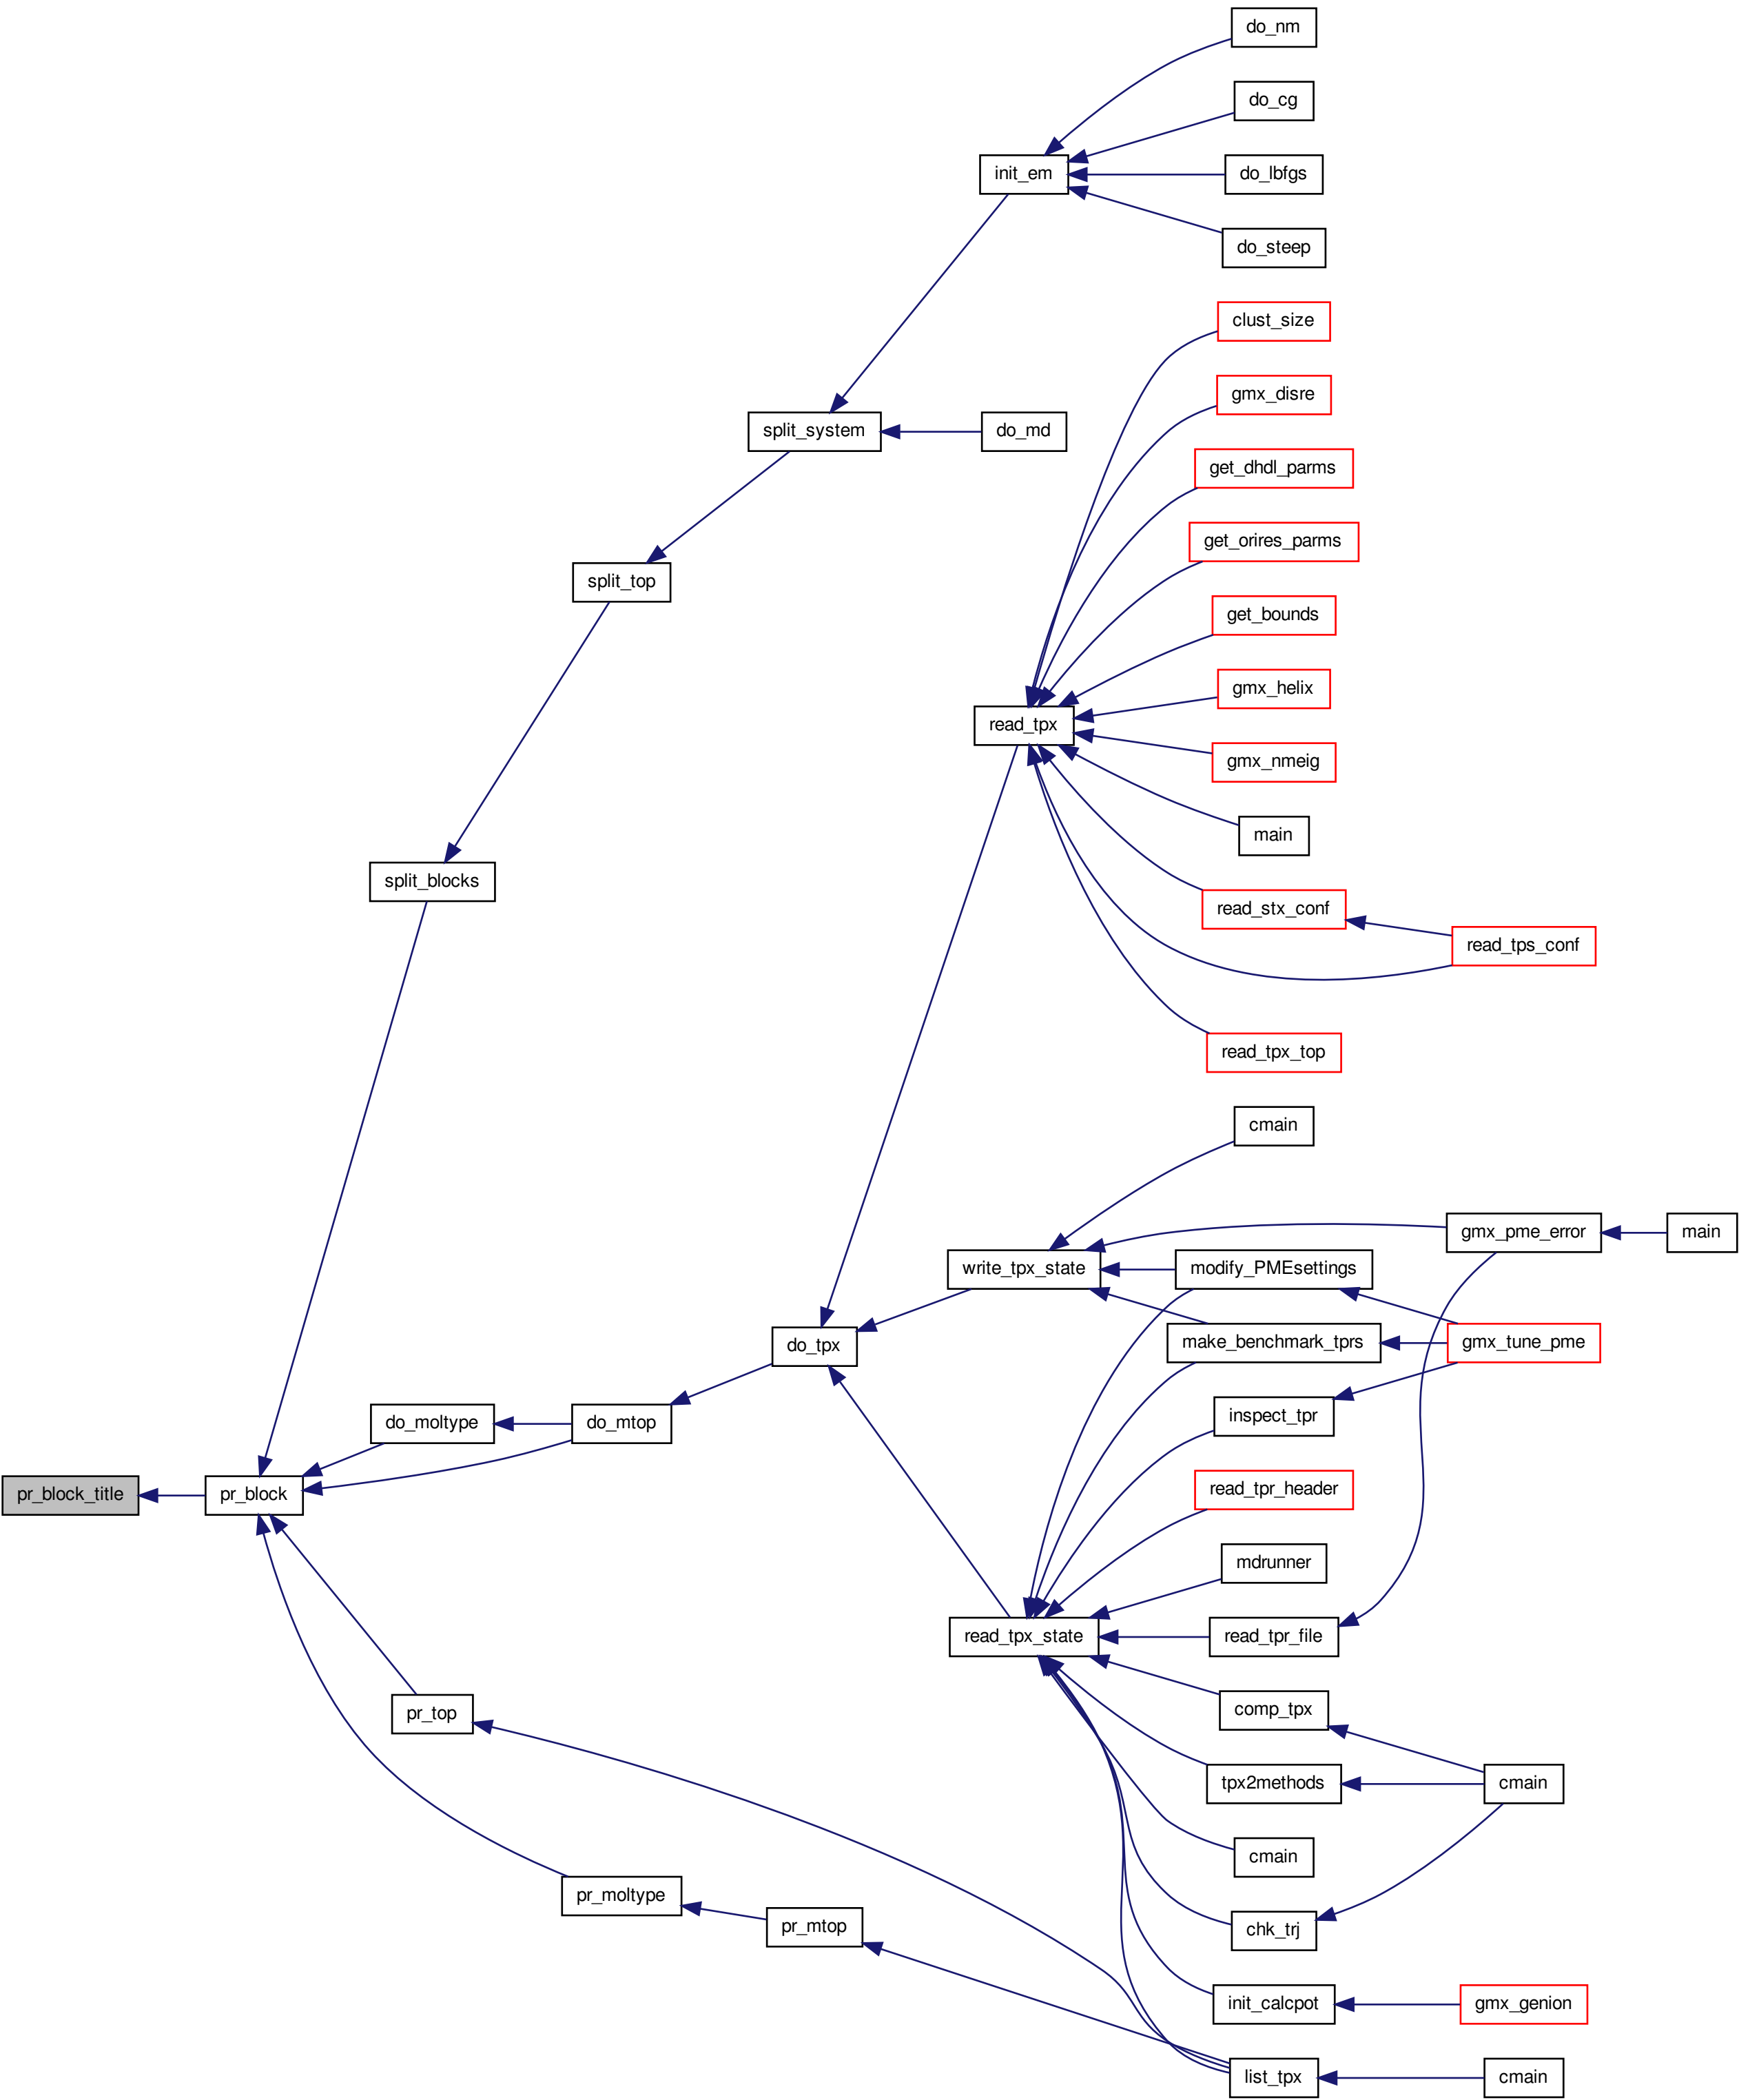 do_nm
do_cg
init_em
do_lbfgs
do_steep
clust_size
gmx_disre
split_system
do_md
get_dhdl_parms
get_orires_parms
split_top
get_bounds
gmx_helix
read_tpx
gmx_nmeig
main
split_blocks
read_stx_conf
read_tps_conf
read_tpx_top
cmain
gmx_pme_error
main
write_tpx_state
modify_PMEsettings
do_tpx
make_benchmark_tprs
gmx_tune_pme
do_moltype
do_mtop
inspect_tpr
pr_block_title
pr_block
read_tpr_header
mdrunner
read_tpx_state
read_tpr_file
pr_top
comp_tpx
tpx2methods
cmain
cmain
pr_moltype
pr_mtop
chk_trj
init_calcpot
gmx_genion
list_tpx
cmain